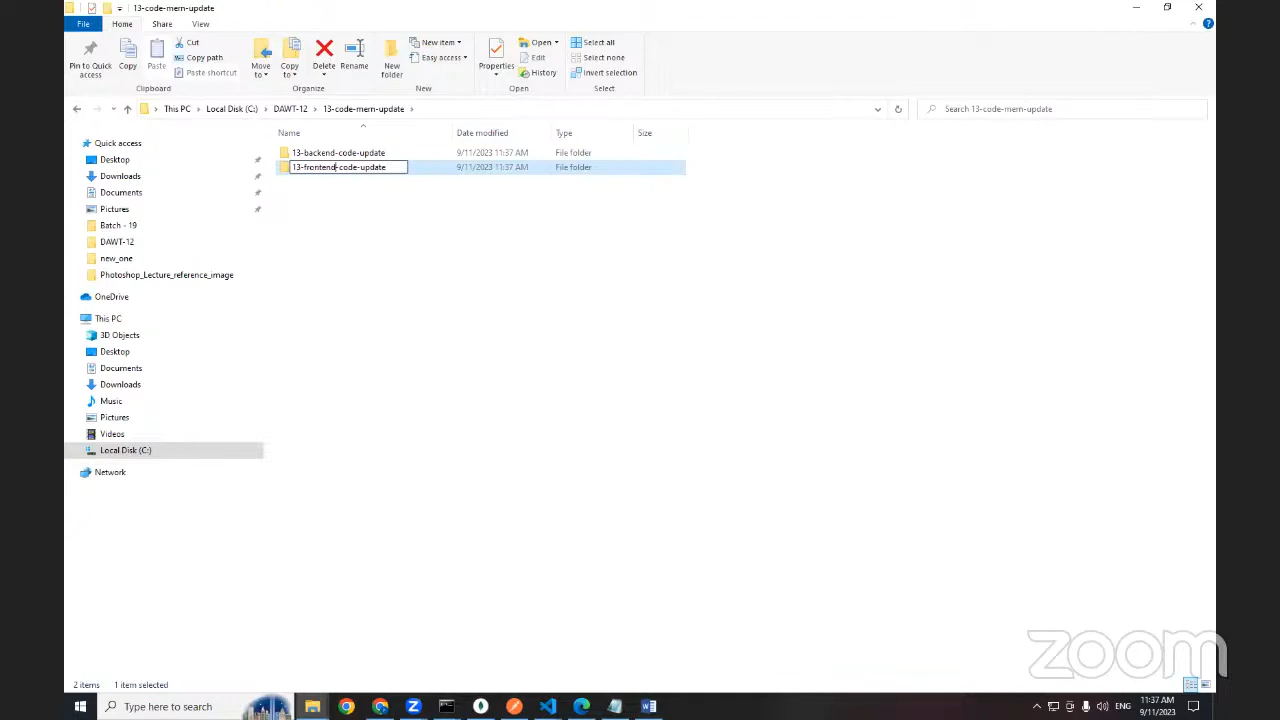 13-code-mern-update
File Home Share View
Pin to Quick access
Copy
Paste
Cut
Copy path
Paste shortcut
Move to
Copy to
Delete
Rename
New folder
New item
Easy access
Properties
Open
Edit
History
Select all
Select none
Invert selection
Clipboard Organize New Open Select
This PC Local Disk (C:) DAWT-12 13-code-mern-update
Search 13-code-mern-update
Name Date modified Type Size
13-backend-code-update 9/11/2023 11:37 AM File folder
13-frontend-code-update 9/11/2023 11:37 AM File folder
Quick access
Desktop
Downloads
Documents
Pictures
Batch - 19
DAWT-12
new_one
Photoshop_Lecture_reference_image
OneDrive
This PC
3D Objects
Desktop
Documents
Downloads
Music
Pictures
Videos
Local Disk (C:)
Network
zoom
2 items 1 item selected
Type here to search
ENG
11:37 AM
9/11/2023